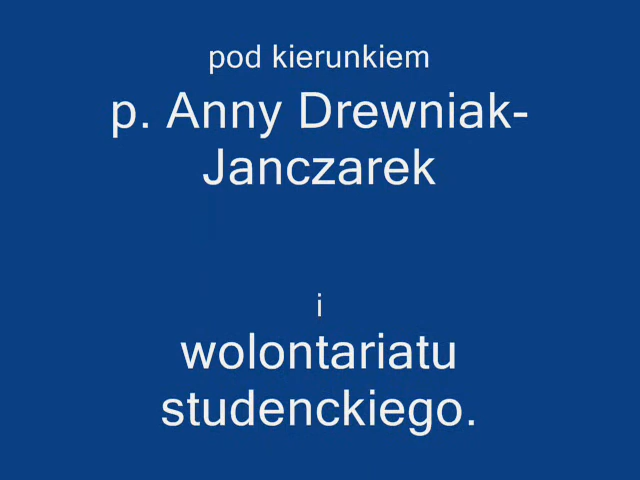 pod kierunkiem
p. Anny Drewniak-
Janczarek
i
wolontariatu
studenckiego.